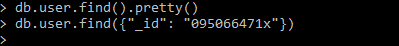 > db.user.find().pretty()
> db.user.find({"_id": "095066471x"})
>